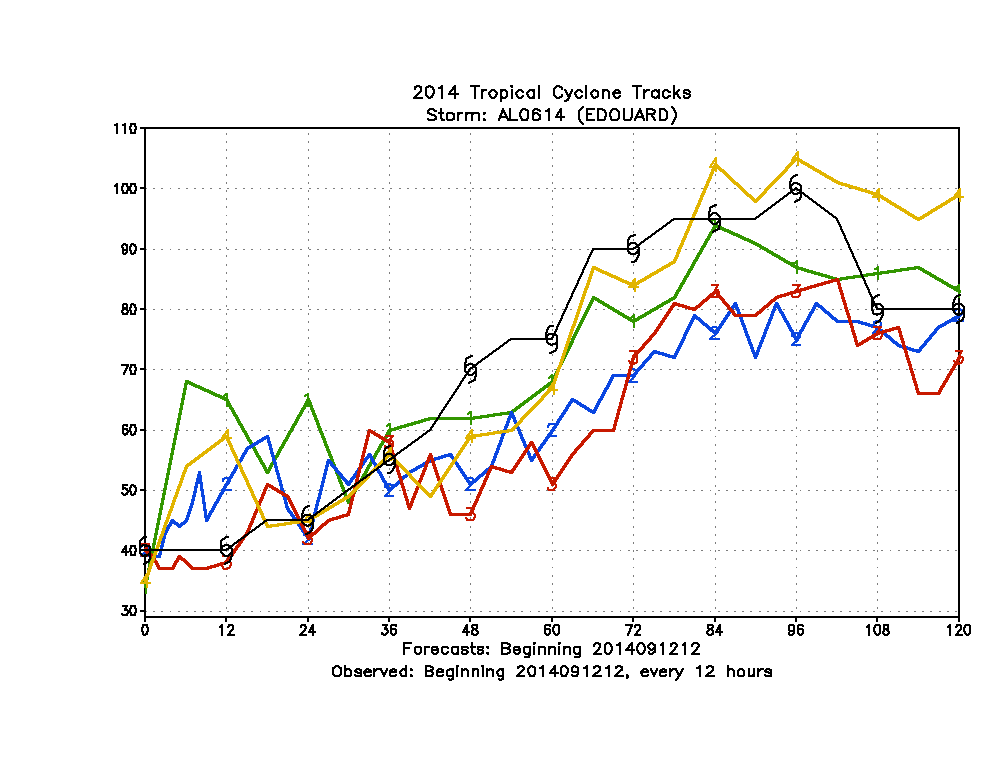 2014 Tropical Cyclone Tracks
Storm: AL0614 (EDOUARD)
110
100
90
80
70
60
50
40
30
0 12 24 36 48 60 72 84 96 108 120
Forecasts: Beginning 2014091212
Observed: Beginning 2014091212, every 12 hours